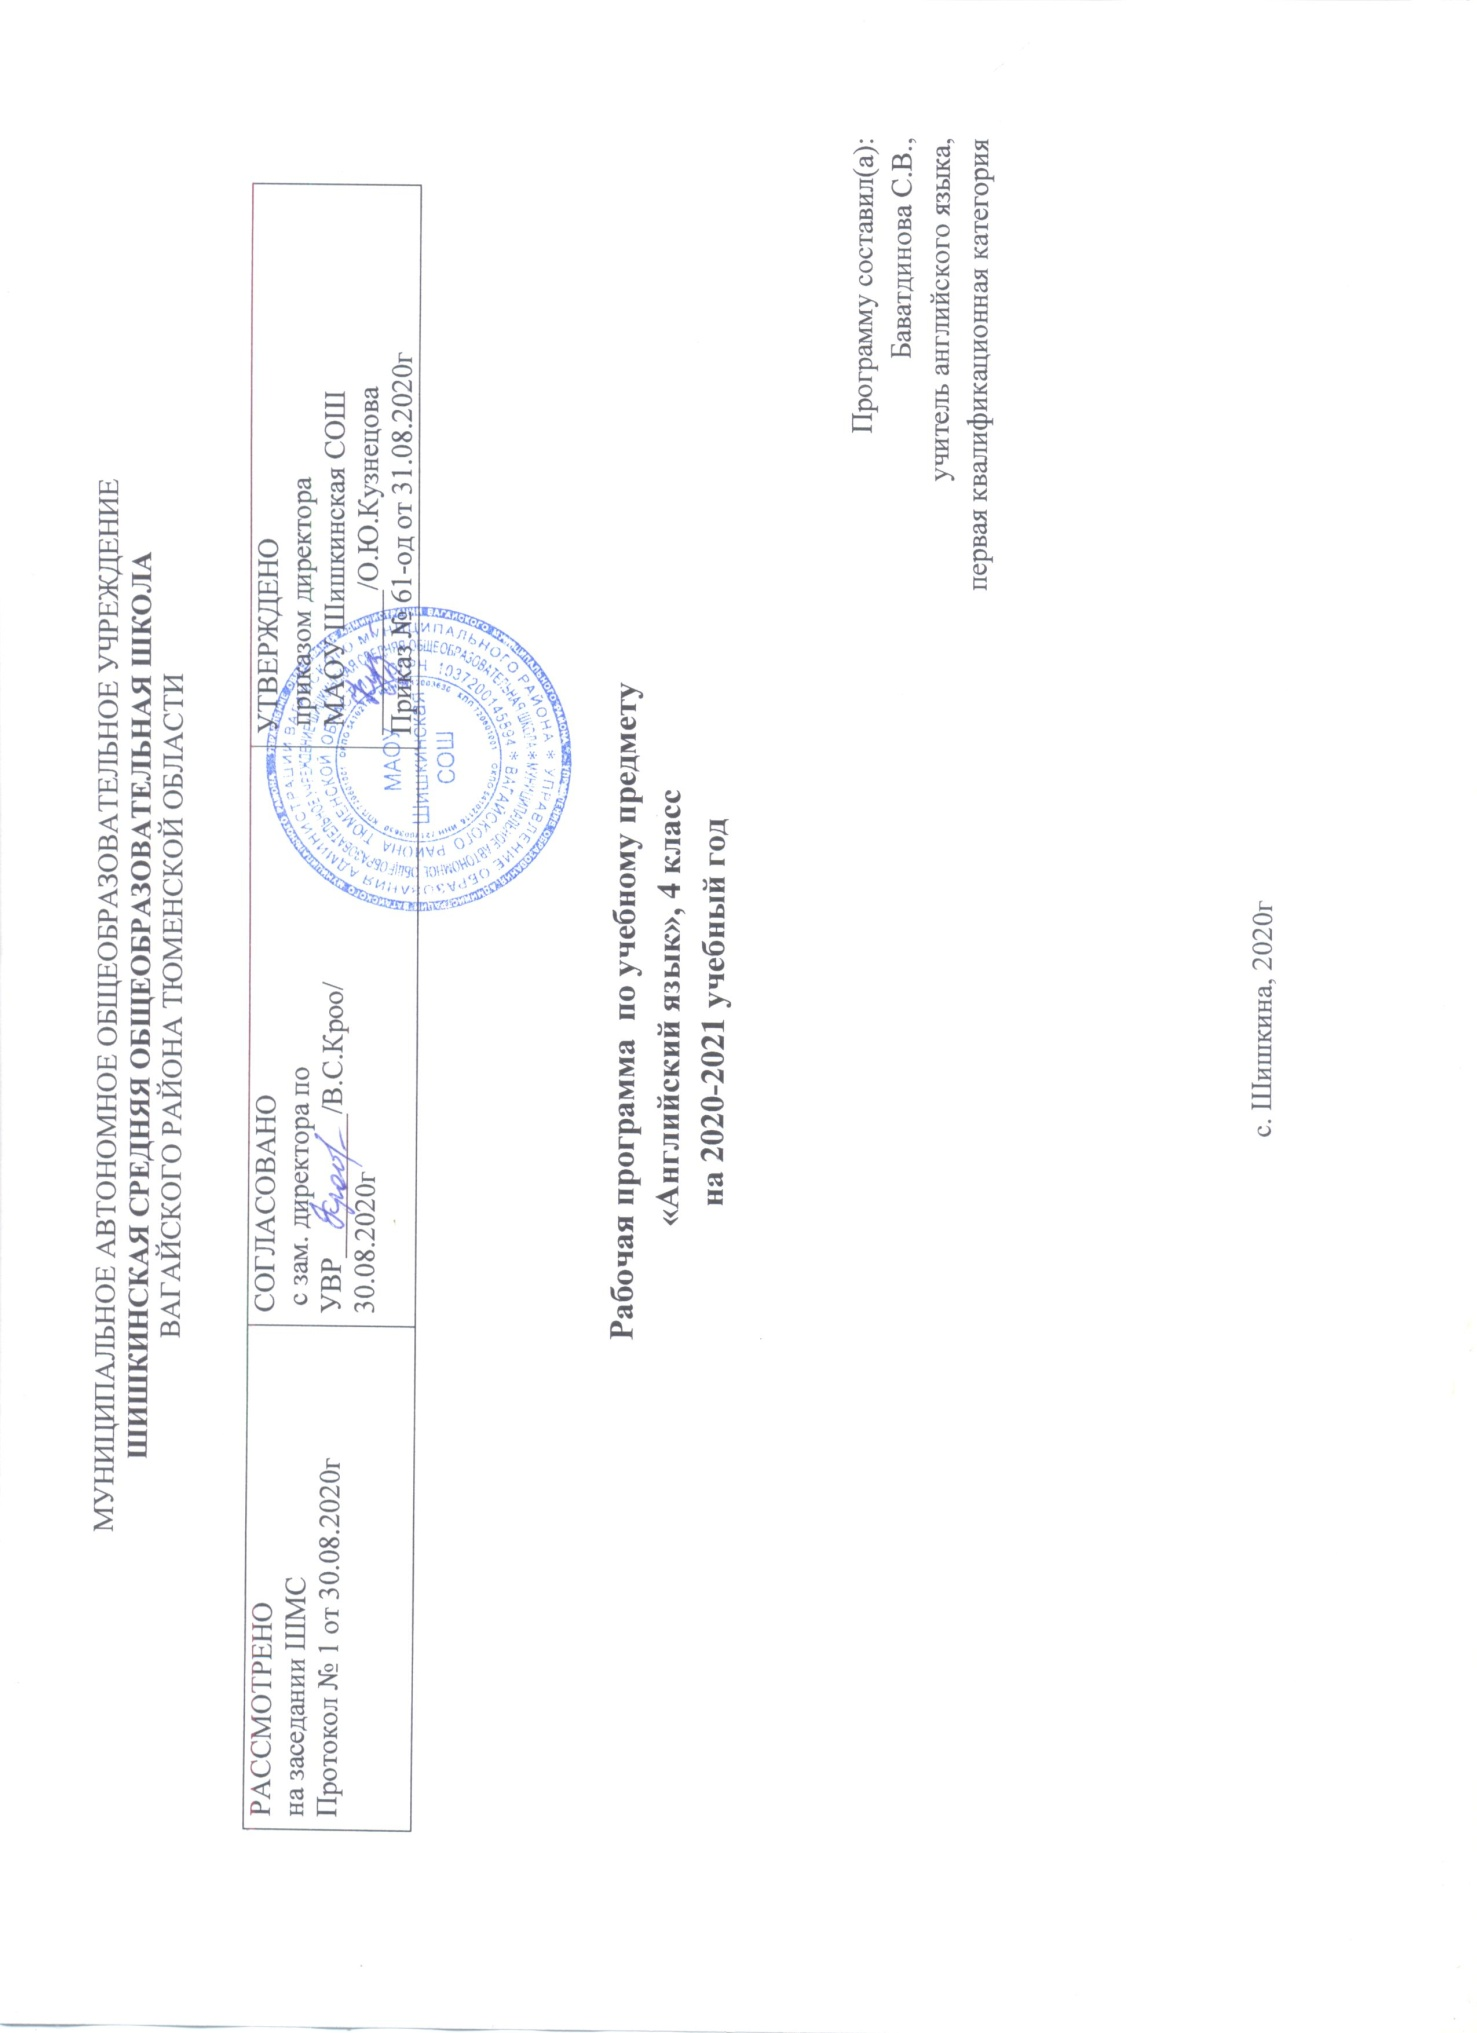 МУНИЦИПАЛЬНОЕ АВТОНОМНОЕ ОБЩЕОБРАЗОВАТЕЛЬНОЕ УЧРЕЖДЕНИЕ
ШИШКИНСКАЯ СРЕДНЯЯ ОБЩЕОБРАЗОВАТЕЛЬНАЯ ШКОЛА
ВАГАЙСКОГО РАЙОНА ТЮМЕНСКОЙ ОБЛАСТИ
РАССМОТРЕНО
на заседании ШМС
Протокол № 1 от 30.08.2020г
СОГЛАСОВАНО
с зам. директора по
УВР /В.С.Кроо/
30.08.2020г
УТВЕРЖДЕНО
приказом директора
МАОУ Шишкинская СОШ
/О.Ю.Кузнецова
Приказ № 61-од от 31.08.2020г
МАОУ
Шишкинская
СОШ
Рабочая программа по учебному предмету
«Английский язык», 4 класс
на 2020-2021 учебный год
Программу составил(а):
Баватдинова С.В.,
учитель английского языка,
первая квалификационная категория
с. Шишкина, 2020г